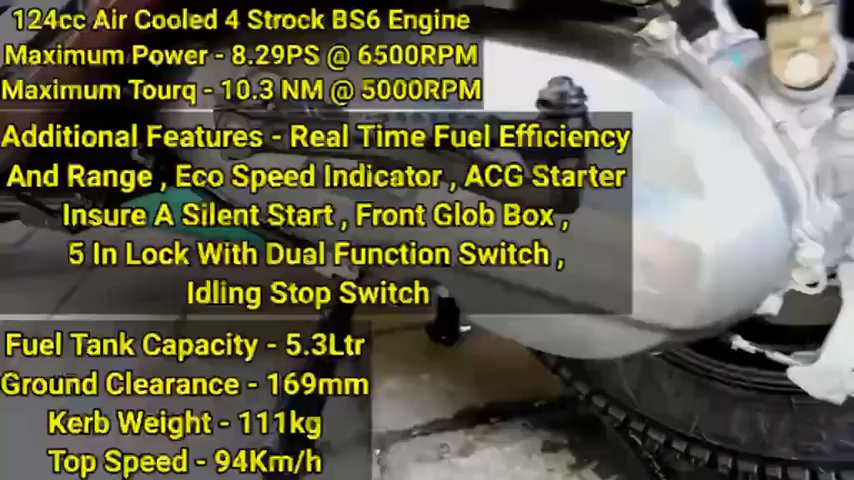 124cc Air Cooled 4 Strock BS6 Engine
Maximum Power - 8.29PS @ 6500RPM
Maximum Tourq - 10.3 NM @ 5000RPM
Additional Features - Real Time Fuel Efficiency
And Range , Eco Speed Indicator , ACG Starter
Insure A Silent Start , Front Glob Box ,
5 In Lock With Dual Function Switch ,
Idling Stop Switch
Fuel Tank Capacity - 5.3Ltr
Ground Clearance - 169mm
Kerb Weight - 111kg
Top Speed - 94Km/h